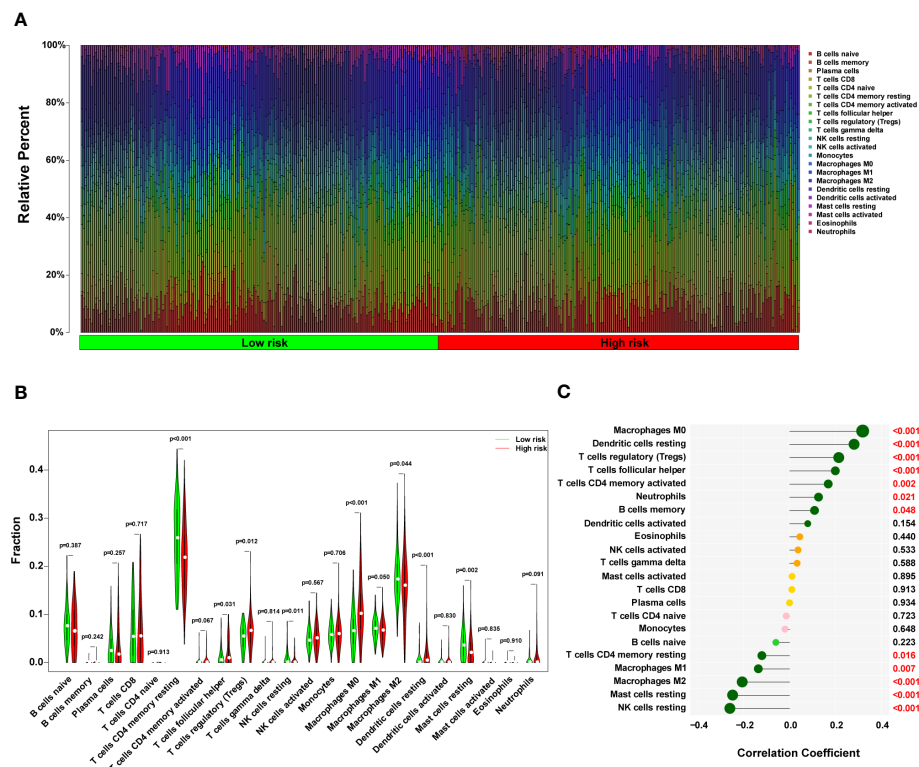 A
100%
80%
60%
40%
20%
0%
Relative Percent
Low risk
High risk
B cells naive
B cells memory
Plasma cells
T cells CD8
T cells CD4 naive
T cells CD4 memory resting
T cells CD4 memory activated
T cells follicular helper
T cells regulatory (Tregs)
T cells gamma delta
NK cells resting
NK cells activated
Monocytes
Macrophages M0
Macrophages M1
Macrophages M2
Dendritic cells resting
Dendritic cells activated
Mast cells resting
Mast cells activated
Eosinophils
Neutrophils
B
Fraction
0.4
0.3
0.2
0.1
0.0
Low risk
High risk
p=0.387
p=0.242
p=0.257
p=0.717
p=0.913
p<0.001
p=0.067
p=0.031
p=0.012
p=0.814
p=0.011
p=0.567
p=0.706
p<0.001
p=0.050
p=0.044
p=0.001
p=0.830
p=0.002
p=0.835
p=0.910
p=0.091
B cells naive
B cells memory
Plasma cells
T cells CD8
T cells CD4 naive
T cells CD4 memory resting
T cells CD4 memory activated
T cells follicular helper
T cells regulatory (Tregs)
T cells gamma delta
NK cells resting
NK cells activated
Monocytes
Macrophages M0
Macrophages M1
Macrophages M2
Dendritic cells resting
Dendritic cells activated
Mast cells resting
Mast cells activated
Eosinophils
Neutrophils
C
Macrophages M0 <0.001
Dendritic cells resting <0.001
T cells regulatory (Tregs) <0.001
T cells follicular helper <0.001
T cells CD4 memory activated 0.002
Neutrophils 0.021
B cells memory 0.048
Dendritic cells activated 0.154
Eosinophils 0.440
NK cells activated 0.533
T cells gamma delta 0.588
Mast cells activated 0.895
T cells CD8 0.913
Plasma cells 0.934
T cells CD4 naive 0.723
Monocytes 0.648
B cells naive 0.223
T cells CD4 memory resting 0.016
Macrophages M1 0.007
Macrophages M2 <0.001
Mast cells resting <0.001
NK cells resting <0.001
−0.4 −0.2 0.0 0.2 0.4
Correlation Coefficient